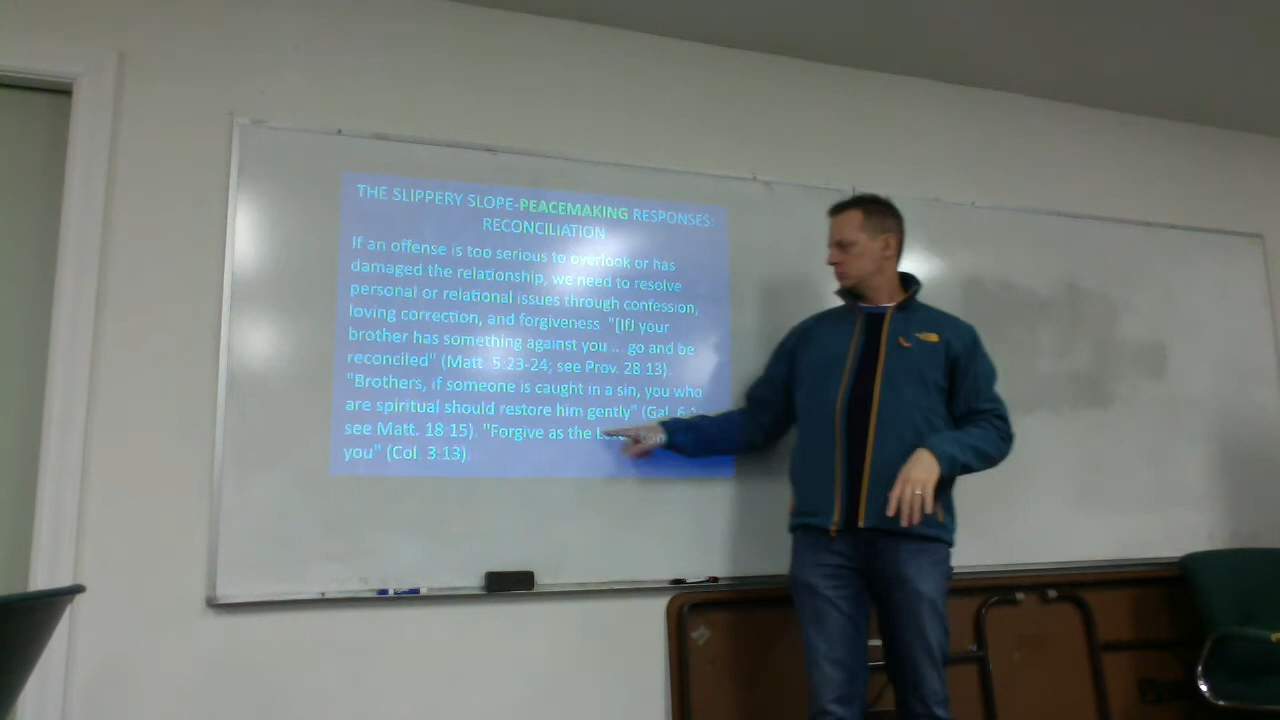 THE SLIPPERY SLOPE-PEACEMAKING RESPONSES:
RECONCILIATION
If an offense is too serious to overlook or has
damaged the relationship, we need to resolve
personal or relational issues through confession,
loving correction, and forgiveness. "[If] your
brother has something against you ... go and be
reconciled" (Matt. 5:23-24; see Prov. 28:13).
"Brothers, if someone is caught in a sin, you who
are spiritual should restore him gently" (Gal. 6:1
see Matt. 18:15). "Forgive as the
you" (Col. 3:13).